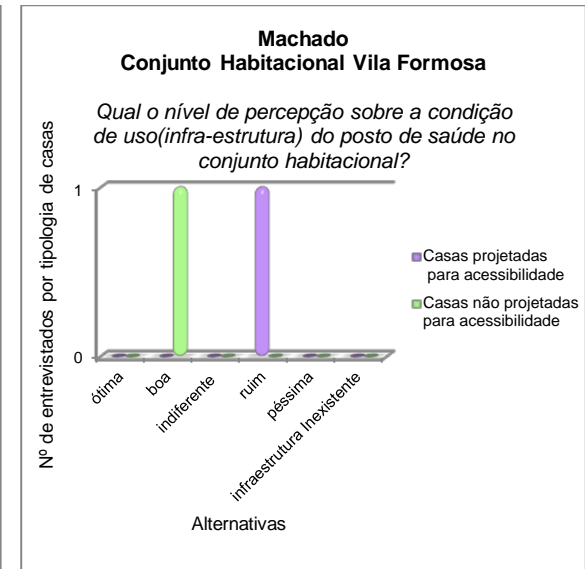 Machado
Conjunto Habitacional Vila Formosa
Qual o nível de percepção sobre a condição
de uso(infra-estrutura) do posto de saúde no
conjunto habitacional?
Nº de entrevistados por tipologia de casas
1
0
ótima
boa
indiferente
ruim
péssima
infraestrutura Inexistente
Alternativas
Casas projetadas
para acessibilidade
Casas não projetadas
para acessibilidade